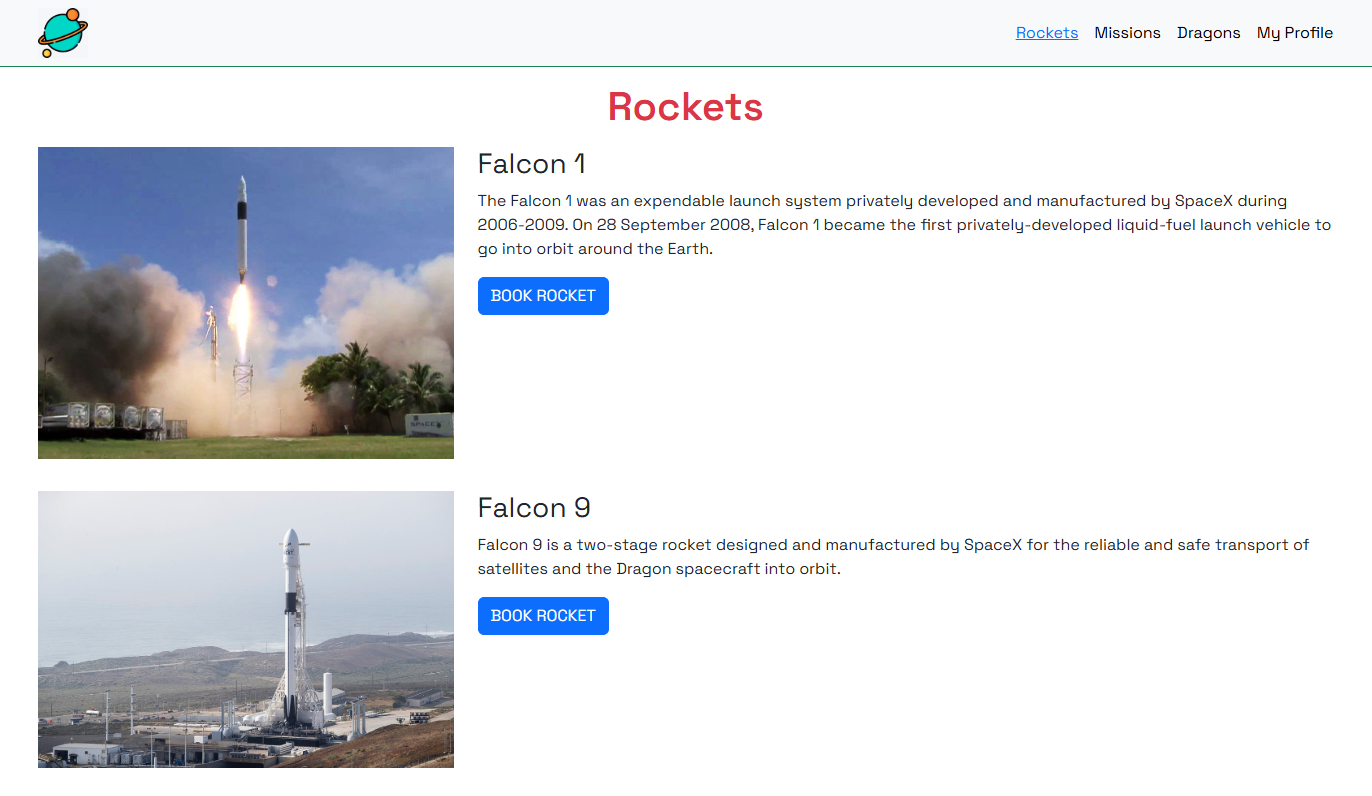 Rockets Missions Dragons My Profile
Rockets
Falcon 1
The Falcon 1 was an expendable launch system privately developed and manufactured by SpaceX during
2006-2009. On 28 September 2008, Falcon 1 became the first privately-developed liquid-fuel launch vehicle to
go into orbit around the Earth.
BOOK ROCKET
SPACEX
Falcon 9
Falcon 9 is a two-stage rocket designed and manufactured by SpaceX for the reliable and safe transport of
satellites and the Dragon spacecraft into orbit.
BOOK ROCKET